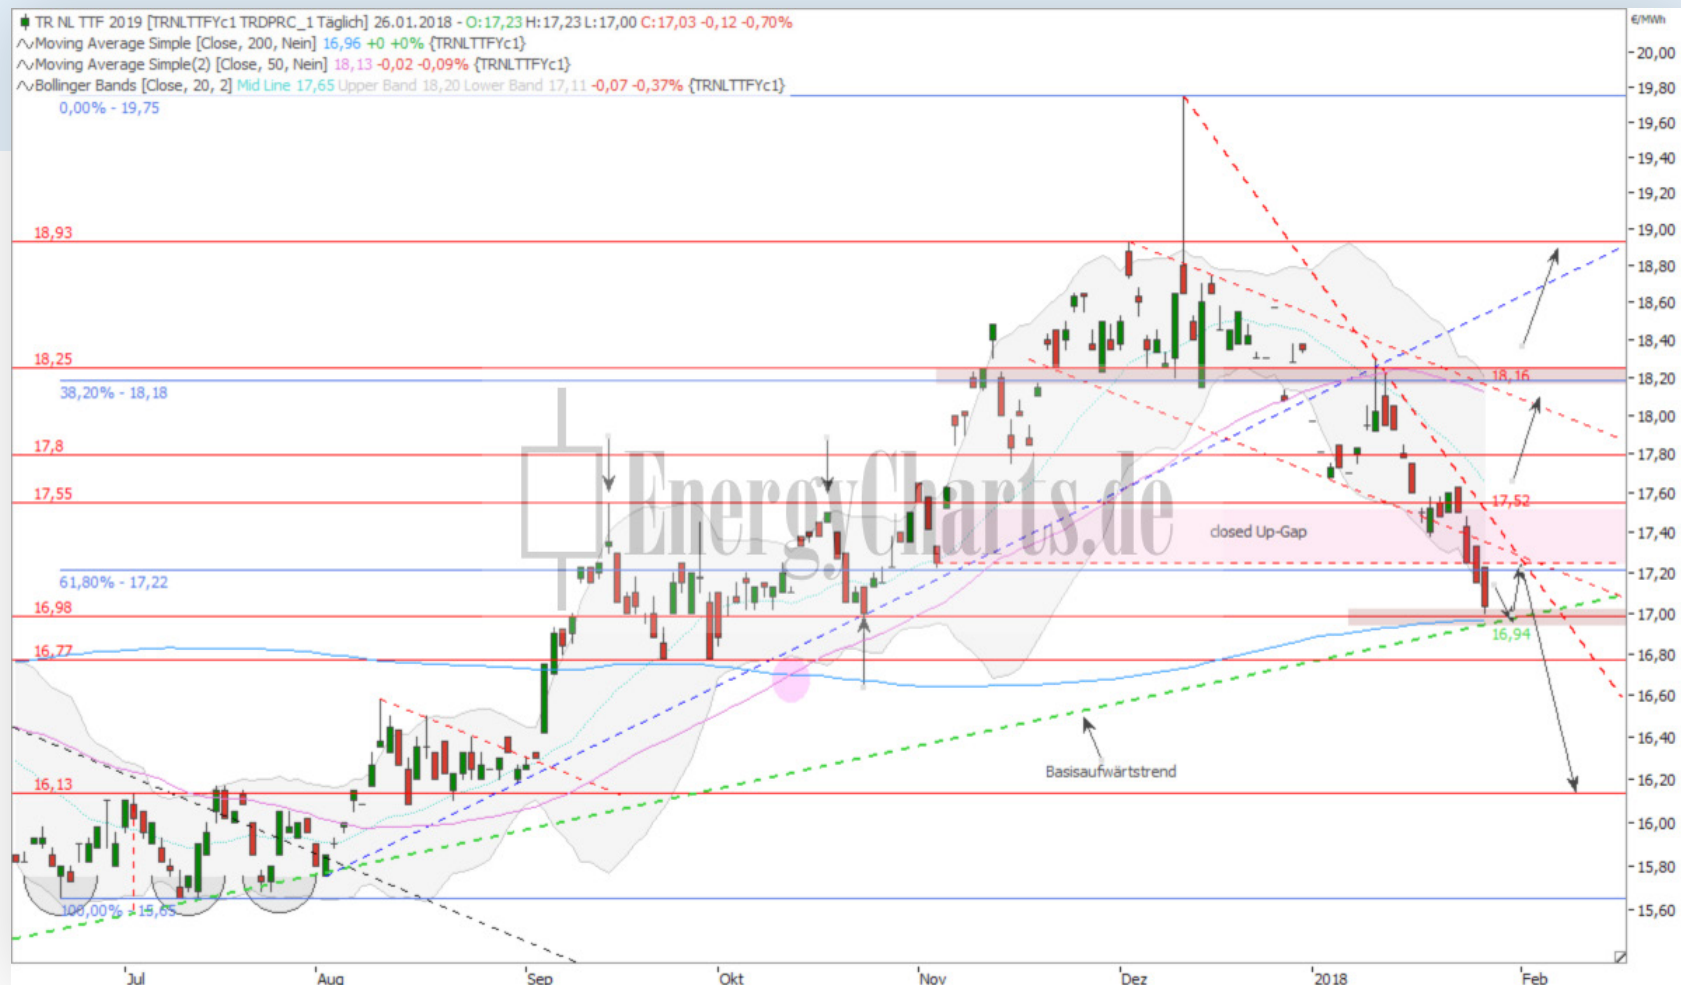 TR NL TTF 2019 [TRNLTTFYc1 TRDPRC_1 Täglich] 26.01.2018 - O:17,23 H:17,23 L:17,00 C:17,03 -0,12 -0,70%
Moving Average Simple [Close, 200, Nein] 16,96 +0 +0% {TRNLTTFYc1}
Moving Average Simple(2) [Close, 50, Nein] 18,13 -0,02 -0,09% {TRNLTTFYc1}
Bollinger Bands [Close, 20, 2] Mid Line 17,65 Upper Band 18,20 Lower Band 17,11 -0,07 -0,37% {TRNLTTFYc1}
€/MWh
20,00
19,80
19,60
19,40
19,20
19,00
18,80
18,60
18,40
18,20
18,00
17,80
17,60
17,40
17,20
17,00
16,80
16,60
16,40
16,20
16,00
15,80
15,60
0,00% - 19,75
18,93
18,25
18,16
38,20% - 18,18
17,8
17,55
17,52
EnergyCharts.de
closed Up-Gap
61,80% - 17,22
16,98
16,94
16,77
Basisaufwärtstrend
16,13
100,00% - 15,65
Jul
Aug
Sep
Okt
Nov
Dez
2018
Feb